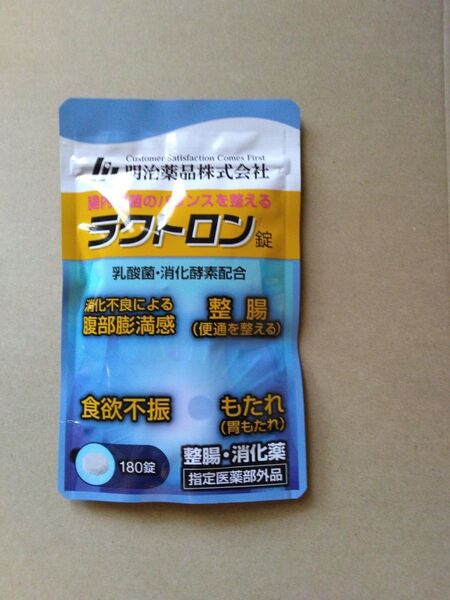 Customer Satisfaction Comes First
明治薬品株式会社
腸内細菌のバランスを整える
ラクトロン錠
乳酸菌・消化酵素配合
消化不良による
腹部膨満感
整腸
(便通を整える)
食欲不振
もたれ
(胃もたれ)
180錠
整腸・消化薬
指定医薬部外品